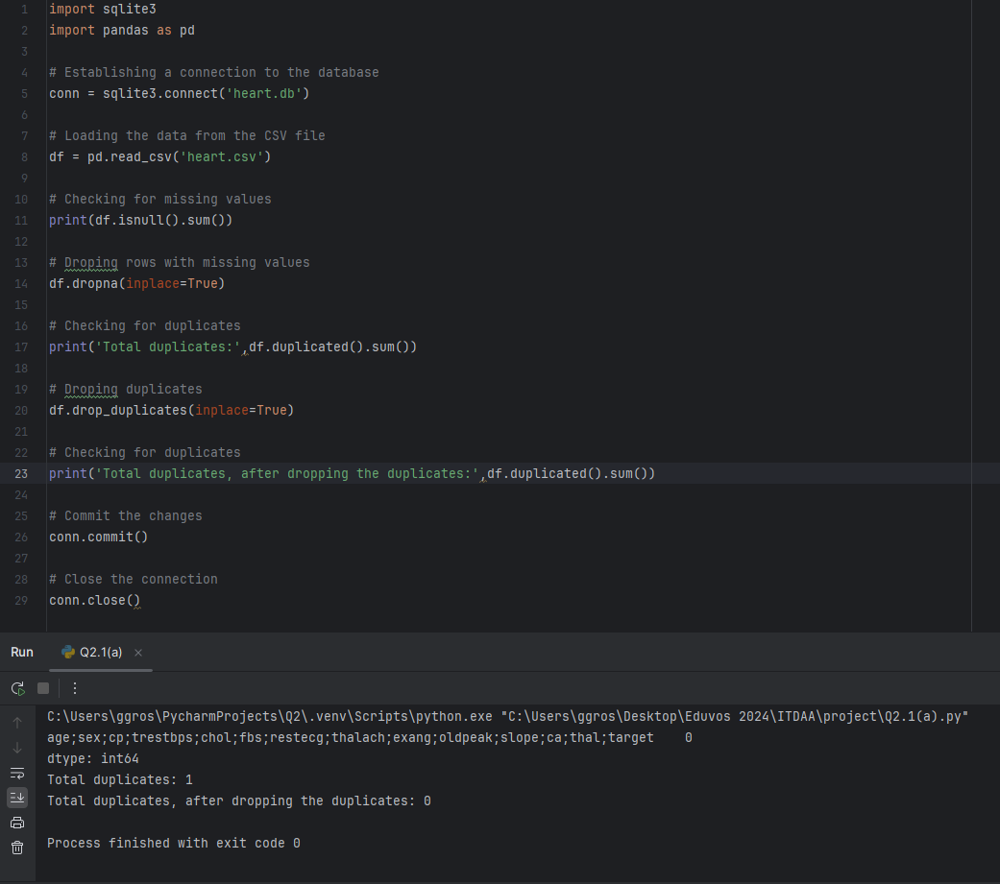 1 import sqlite3
2 import pandas as pd
3
4 # Establishing a connection to the database
5 conn = sqlite3.connect('heart.db')
6
7 # Loading the data from the CSV file
8 df = pd.read_csv('heart.csv')
9
10 # Checking for missing values
11 print(df.isnull().sum())
12
13 # Droping rows with missing values
14 df.dropna(inplace=True)
15
16 # Checking for duplicates
17 print('Total duplicates:',df.duplicated().sum())
18
19 # Droping duplicates
20 df.drop_duplicates(inplace=True)
21
22 # Checking for duplicates
23 print('Total duplicates, after dropping the duplicates:',df.duplicated().sum())
24
25 # Commit the changes
26 conn.commit()
27
28 # Close the connection
29 conn.close()
Run Q2.1(a)
C:\Users\ggros\PycharmProjects\Q2\.venv\Scripts\python.exe "C:\Users\ggros\Desktop\Eduvos 2024\ITDAA\project\Q2.1(a).py"
age;sex;cp;trestbps;chol;fbs;restecg;thalach;exang;oldpeak;slope;ca;thal;target    0
dtype: int64
Total duplicates: 1
Total duplicates, after dropping the duplicates: 0
Process finished with exit code 0